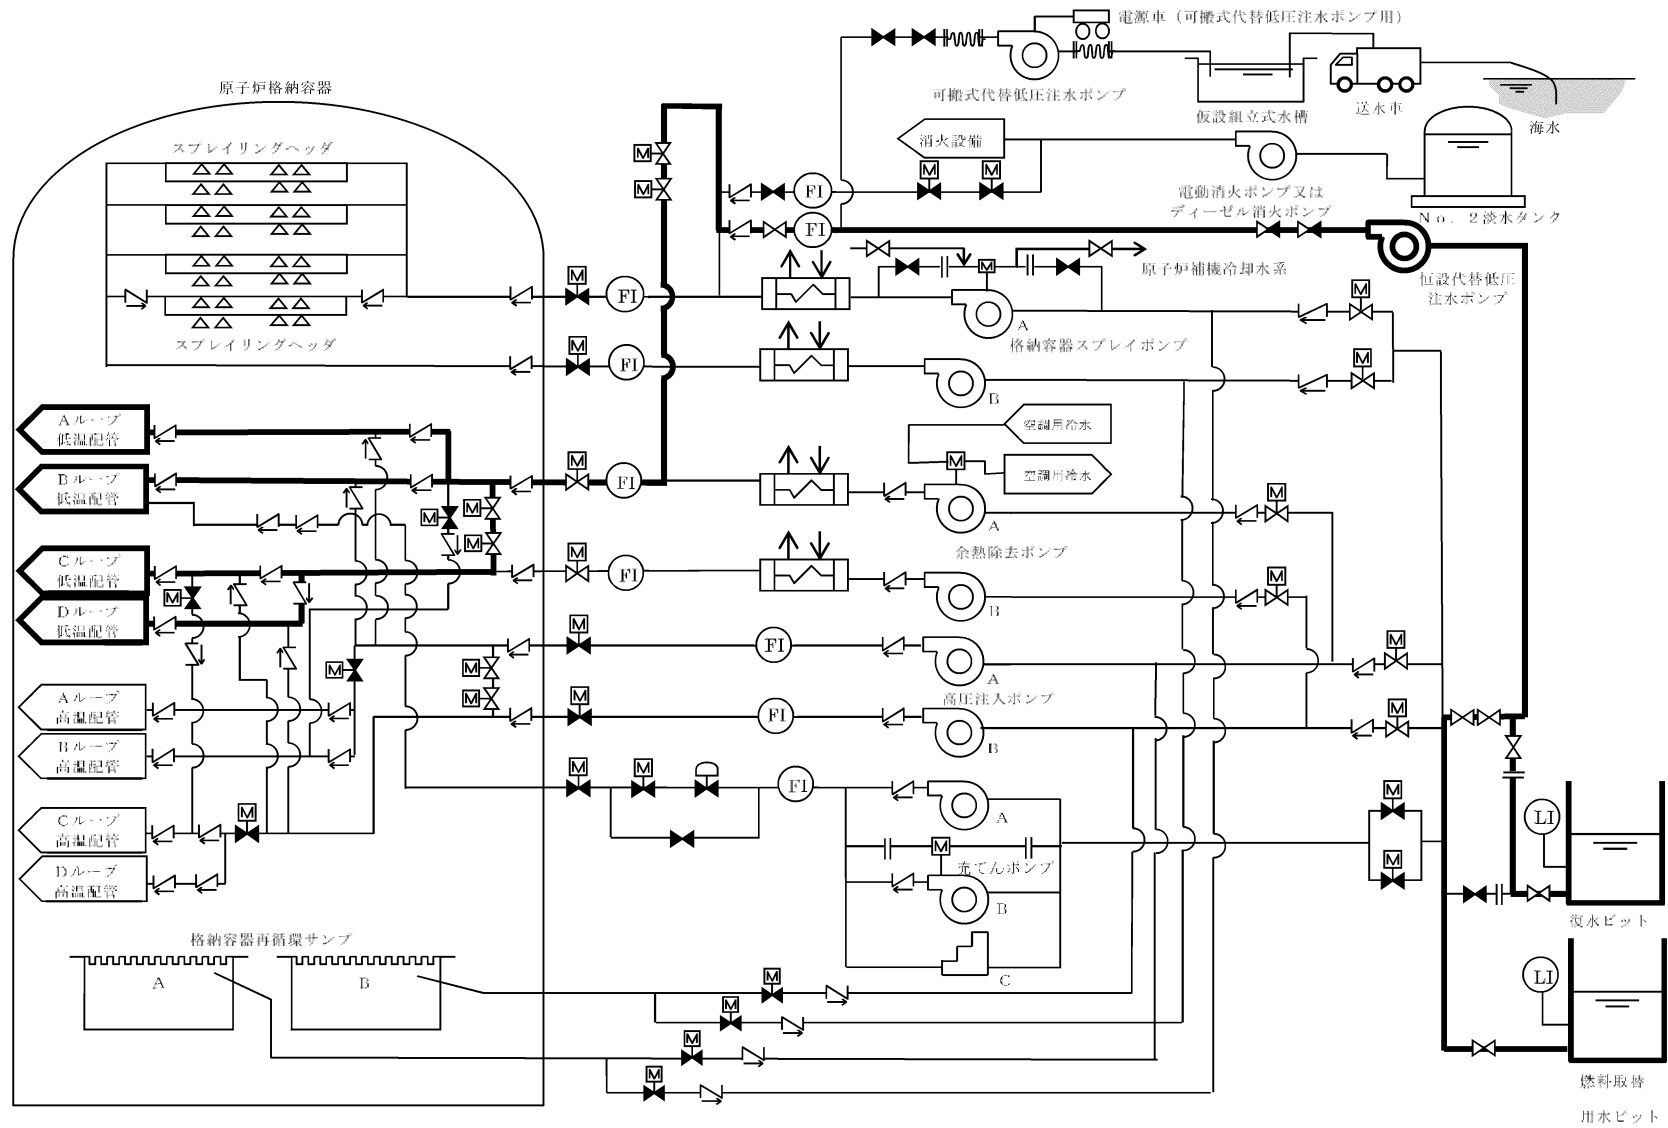 電源車（可搬式代替低圧注水ポンプ用）
可搬式代替低圧注水ポンプ
仮設組立式水槽
送水車
海水
原子炉格納容器
消火設備
スプレイリングヘッダ
M
M
M
M
FI
電動消火ポンプ又は
ディーゼル消火ポンプ
No．2淡水タンク
FI
原子炉補機冷却水系
恒設代替低圧
注水ポンプ
M
M
M
FI
A
スプレイリングヘッダ
格納容器スプレイポンプ
M
M
FI
B
Aループ
低温配管
空調用冷水
Bループ
低温配管
M
FI
M
空調用冷水
M
M
M
A
M
余熱除去ポンプ
Cループ
低温配管
M
FI
M
M
B
Dループ
低温配管
M
FI
M
M
M
A
Aループ
高温配管
M
M
FI
高圧注入ポンプ
M
Bループ
高温配管
B
M
M
FI
M
Cループ
高温配管
M
A
LI
M
充てんポンプ
M
Dループ
高温配管
B
復水ピット
格納容器再循環サンプ
A
B
C
M
LI
M
M
M
燃料取替
用水ピット